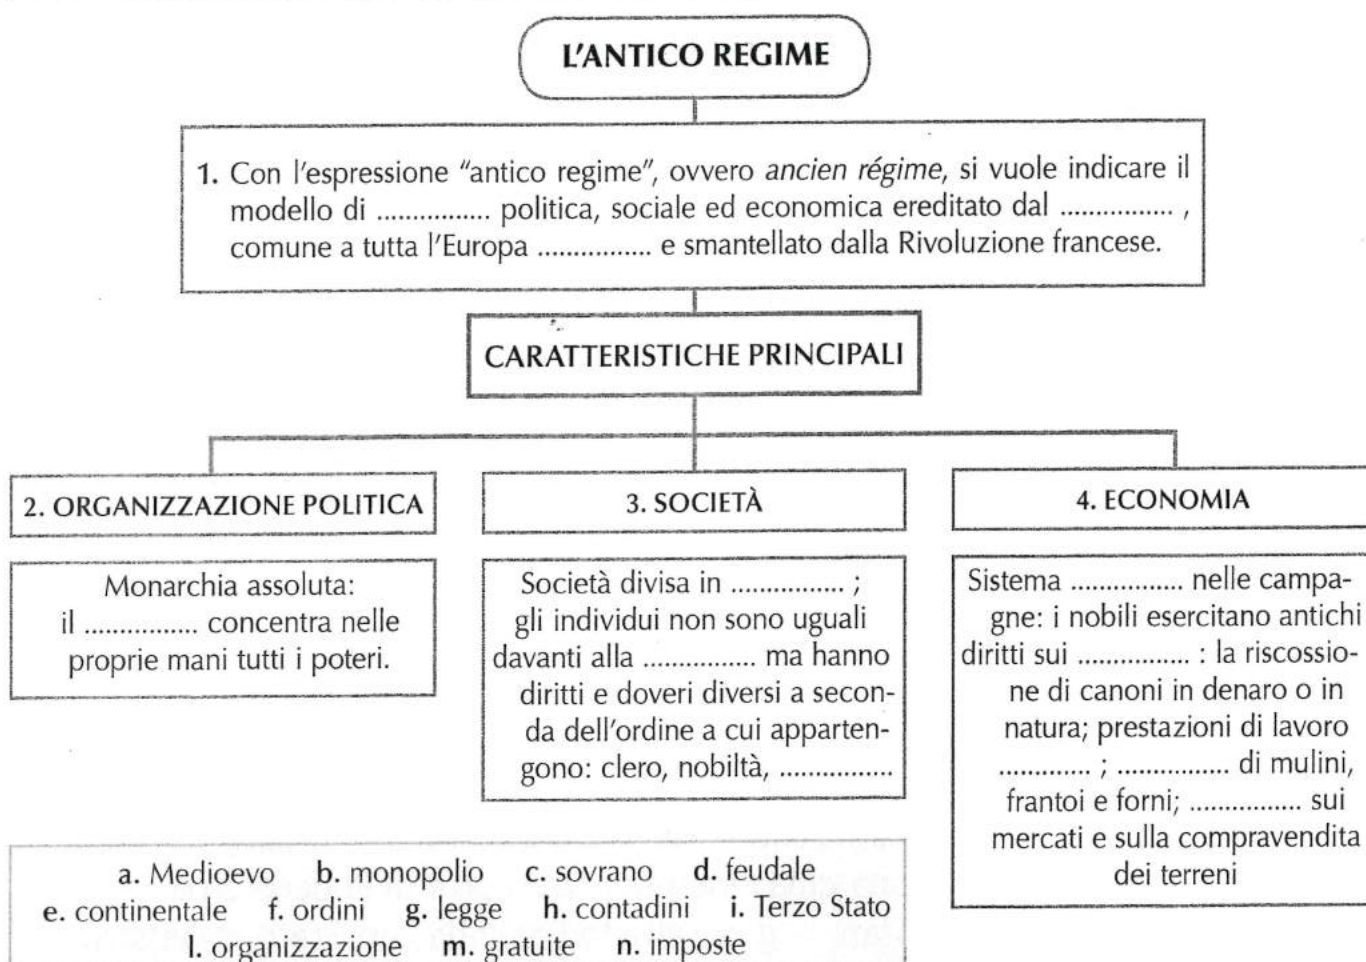 L'ANTICO REGIME
1. Con l'espressione "antico regime", ovvero ancien régime, si vuole indicare il
modello di ................ politica, sociale ed economica ereditato dal ................ ,
comune a tutta l'Europa ................ e smantellato dalla Rivoluzione francese.
CARATTERISTICHE PRINCIPALI
2. ORGANIZZAZIONE POLITICA
Monarchia assoluta:
il ................ concentra nelle
proprie mani tutti i poteri.
3. SOCIETÀ
Società divisa in ................ ;
gli individui non sono uguali
davanti alla ................ ma hanno
diritti e doveri diversi a secon-
da dell'ordine a cui apparten-
gono: clero, nobiltà, ................
4. ECONOMIA
Sistema ................ nelle campa-
gne: i nobili esercitano antichi
diritti sui ................ : la riscossio-
ne di canoni in denaro o in
natura; prestazioni di lavoro
............. ; ................ di mulini,
frantoi e forni; ................ sui
mercati e sulla compravendita
dei terreni
a. Medioevo b. monopolio c. sovrano d. feudale
e. continentale f. ordini g. legge h. contadini i. Terzo Stato
l. organizzazione m. gratuite n. imposte